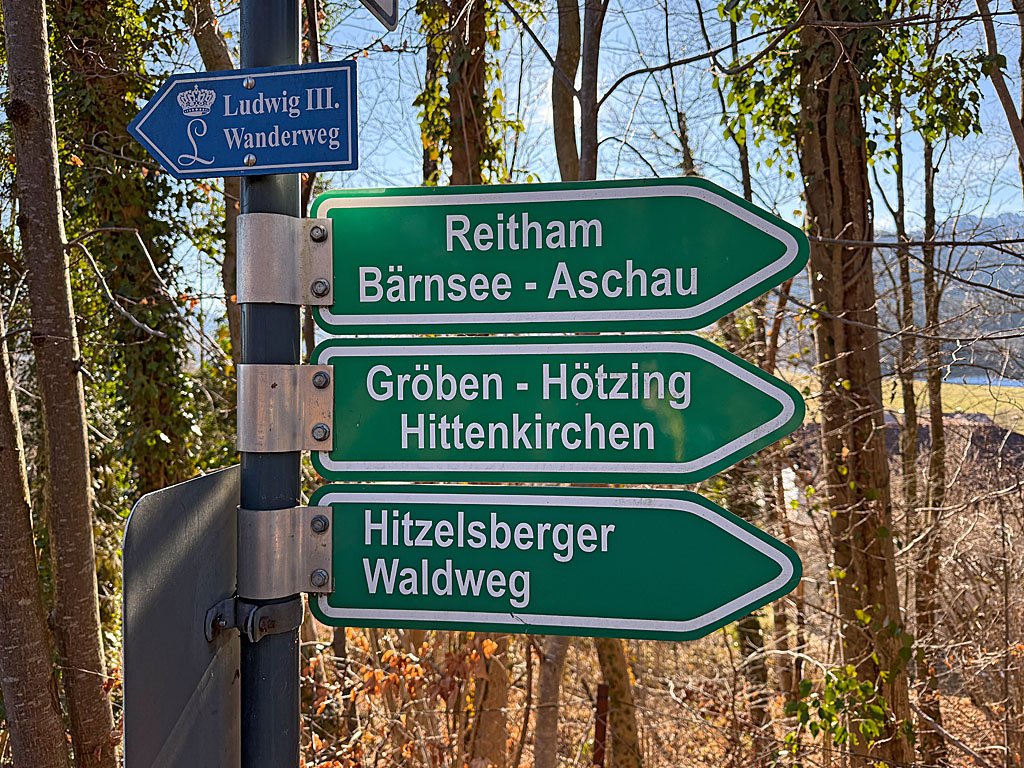 Ludwig III.
L Wanderweg
Reitham
Bärnsee - Aschau
Gröben - Hötzing
Hittenkirchen
Hitzelsberger
Waldweg